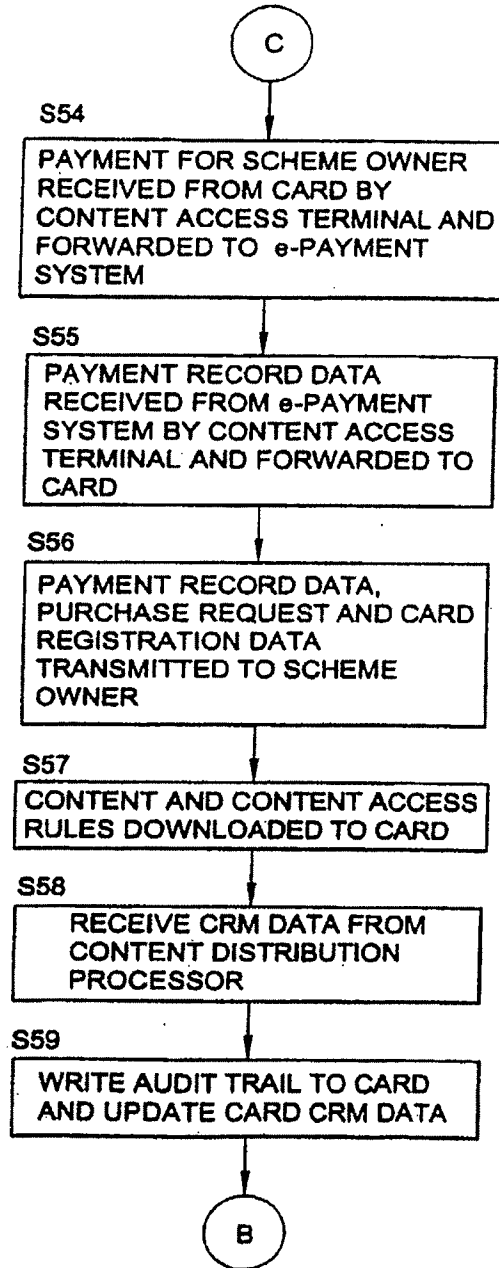 C
S54
PAYMENT FOR SCHEME OWNER
RECEIVED FROM CARD BY
CONTENT ACCESS TERMINAL AND
FORWARDED TO e-PAYMENT
SYSTEM
S55
PAYMENT RECORD DATA
RECEIVED FROM e-PAYMENT
SYSTEM BY CONTENT ACCESS
TERMINAL AND FORWARDED TO
CARD
S56
PAYMENT RECORD DATA,
PURCHASE REQUEST AND CARD
REGISTRATION DATA
TRANSMITTED TO SCHEME
OWNER
S57
CONTENT AND CONTENT ACCESS
RULES DOWNLOADED TO CARD
S58
RECEIVE CRM DATA FROM
CONTENT DISTRIBUTION
PROCESSOR
S59
WRITE AUDIT TRAIL TO CARD
AND UPDATE CARD CRM DATA
B